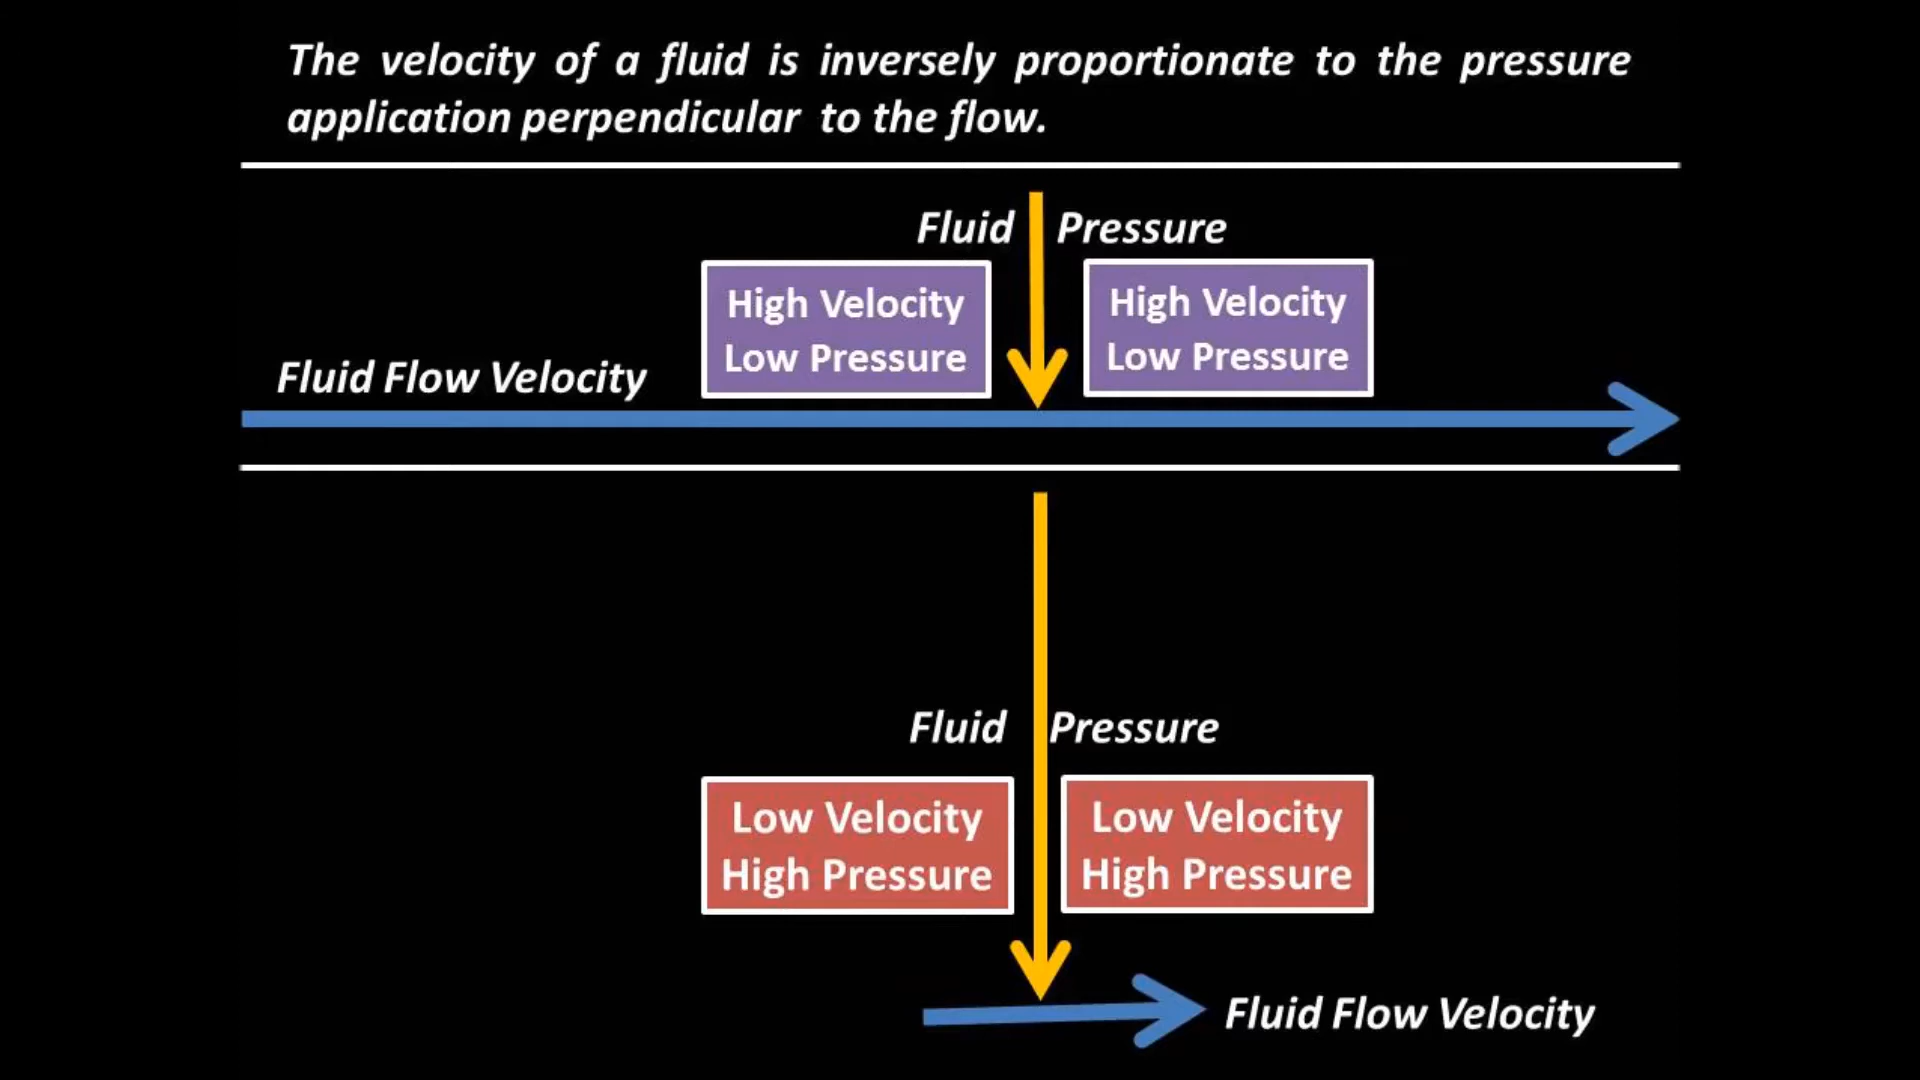 The velocity of a fluid is inversely proportionate to the pressure
application perpendicular to the flow.
Fluid Pressure
High Velocity
Low Pressure
High Velocity
Low Pressure
Fluid Flow Velocity
Fluid Pressure
Low Velocity
High Pressure
Low Velocity
High Pressure
Fluid Flow Velocity